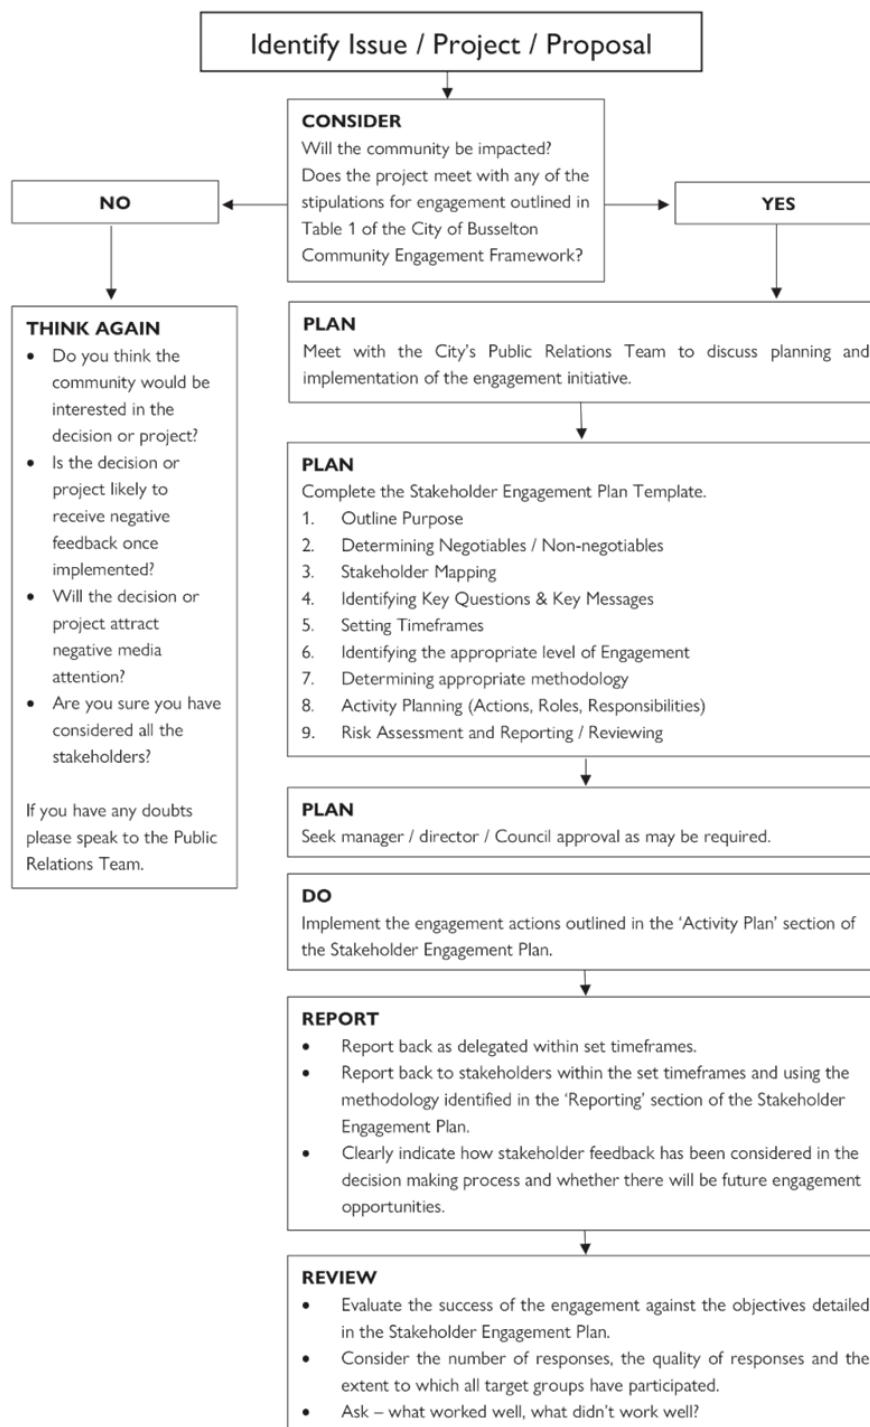 Identify Issue / Project / Proposal
CONSIDER
Will the community be impacted?
Does the project meet with any of the
stipulations for engagement outlined in
Table 1 of the City of Busselton
Community Engagement Framework?
NO
YES
THINK AGAIN
• Do you think the
community would be
interested in the
decision or project?
• Is the decision or
project likely to
receive negative
feedback once
implemented?
• Will the decision or
project attract
negative media
attention?
• Are you sure you have
considered all the
stakeholders?
If you have any doubts
please speak to the Public
Relations Team.
PLAN
Meet with the City's Public Relations Team to discuss planning and
implementation of the engagement initiative.
PLAN
Complete the Stakeholder Engagement Plan Template.
1. Outline Purpose
2. Determining Negotiables / Non-negotiables
3. Stakeholder Mapping
4. Identifying Key Questions & Key Messages
5. Setting Timeframes
6. Identifying the appropriate level of Engagement
7. Determining appropriate methodology
8. Activity Planning (Actions, Roles, Responsibilities)
9. Risk Assessment and Reporting / Reviewing
PLAN
Seek manager / director / Council approval as may be required.
DO
Implement the engagement actions outlined in the ‘Activity Plan’ section of
the Stakeholder Engagement Plan.
REPORT
• Report back as delegated within set timeframes.
• Report back to stakeholders within the set timeframes and using the
methodology identified in the ‘Reporting’ section of the Stakeholder
Engagement Plan.
• Clearly indicate how stakeholder feedback has been considered in the
decision making process and whether there will be future engagement
opportunities.
REVIEW
• Evaluate the success of the engagement against the objectives detailed
in the Stakeholder Engagement Plan.
• Consider the number of responses, the quality of responses and the
extent to which all target groups have participated.
• Ask – what worked well, what didn't work well?